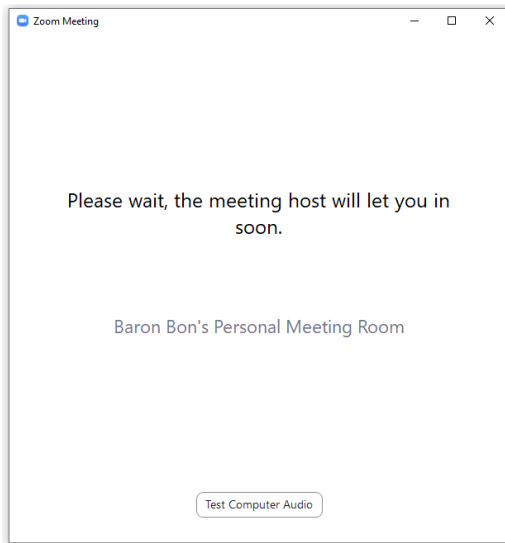 Zoom Meeting
Please wait, the meeting host will let you in
soon.
Baron Bon's Personal Meeting Room
Test Computer Audio